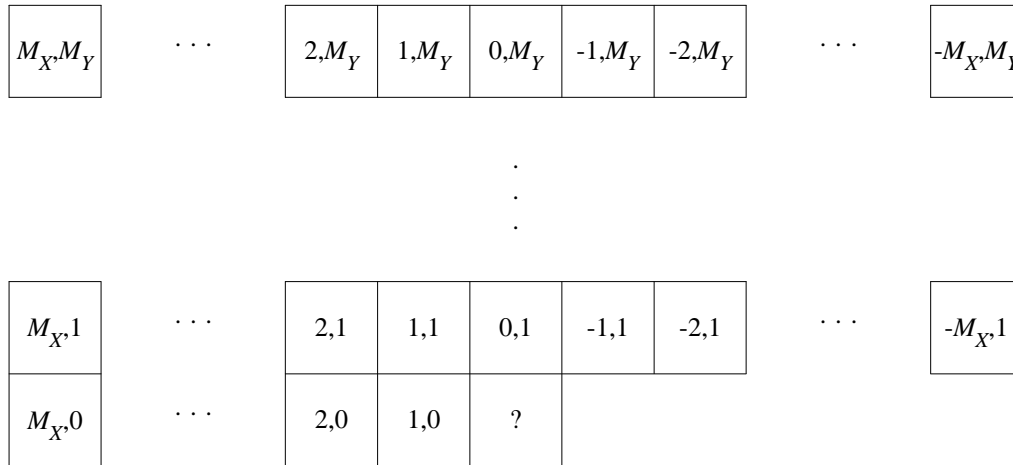 M_X,M_Y . . . 2,M_Y 1,M_Y 0,M_Y -1,M_Y -2,M_Y . . . -M_X,M_Y
.
.
.
M_X,1 . . . 2,1 1,1 0,1 -1,1 -2,1 . . . -M_X,1
M_X,0 . . . 2,0 1,0 ?